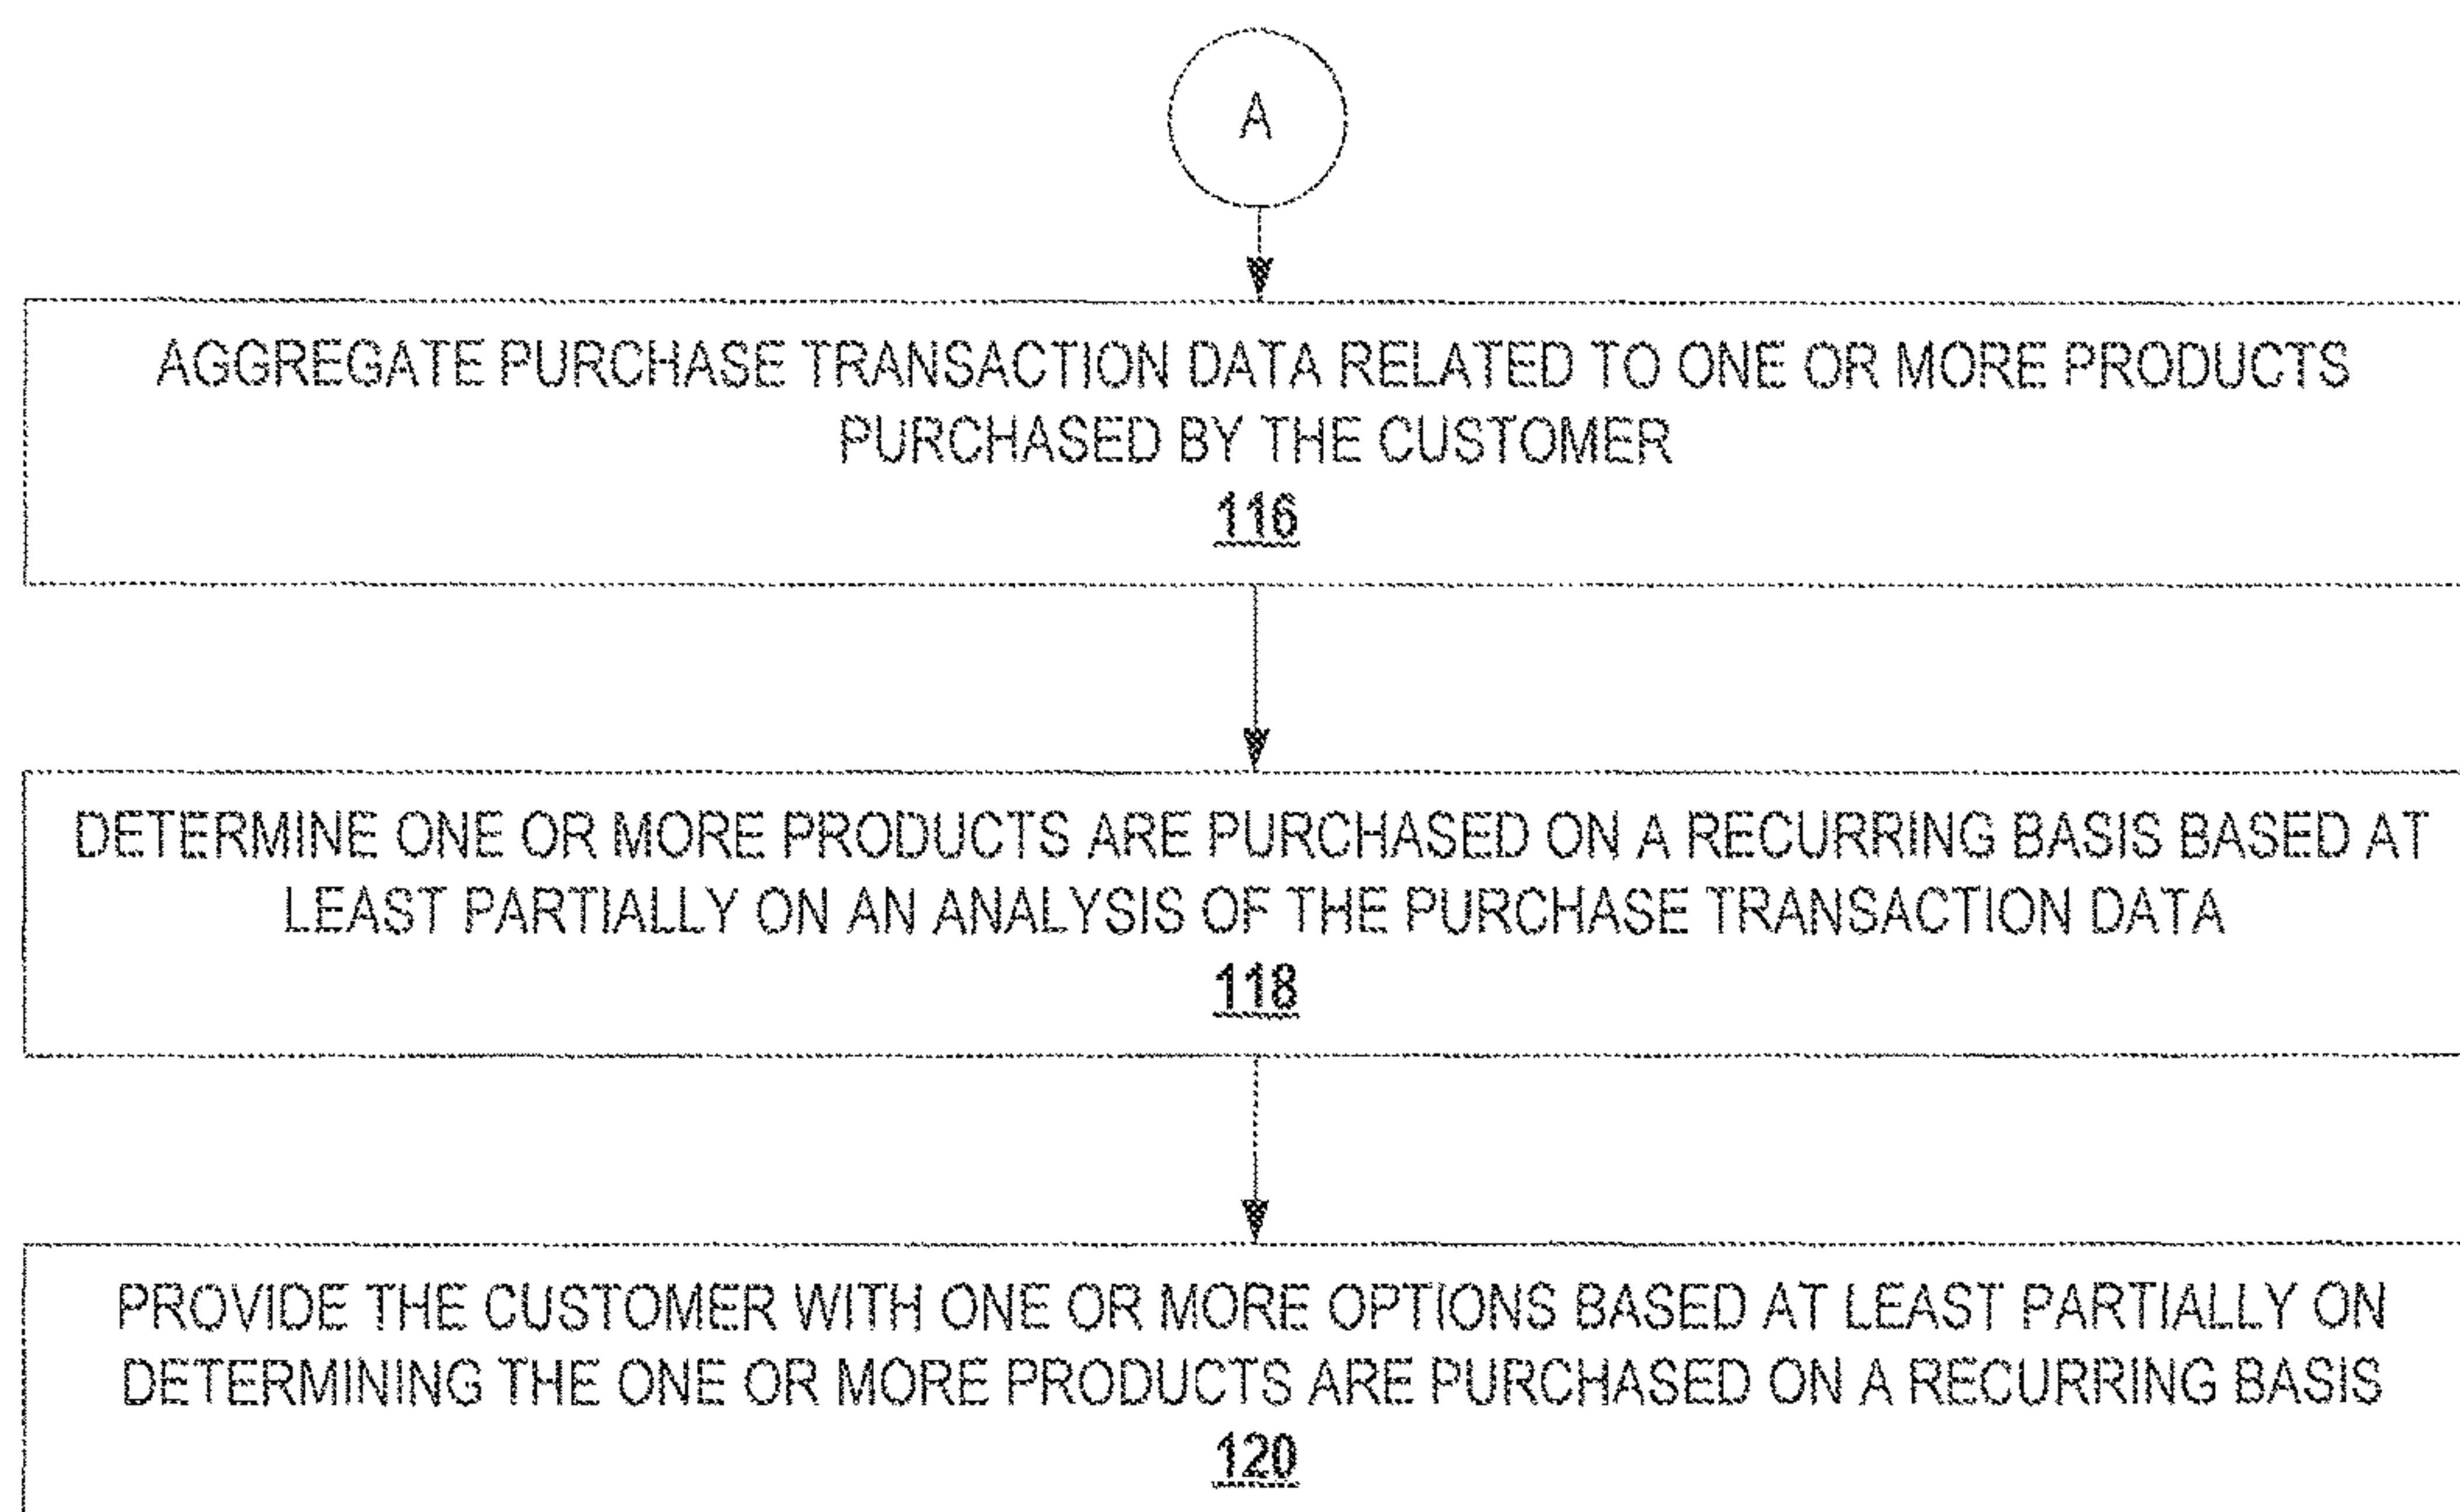 A
AGGREGATE PURCHASE TRANSACTION DATA RELATED TO ONE OR MORE PRODUCTS
PURCHASED BY THE CUSTOMER
116
DETERMINE ONE OR MORE PRODUCTS ARE PURCHASED ON A RECURRING BASIS BASED AT
LEAST PARTIALLY ON AN ANALYSIS OF THE PURCHASE TRANSACTION DATA
118
PROVIDE THE CUSTOMER WITH ONE OR MORE OPTIONS BASED AT LEAST PARTIALLY ON
DETERMINING THE ONE OR MORE PRODUCTS ARE PURCHASED ON A RECURRING BASIS
120